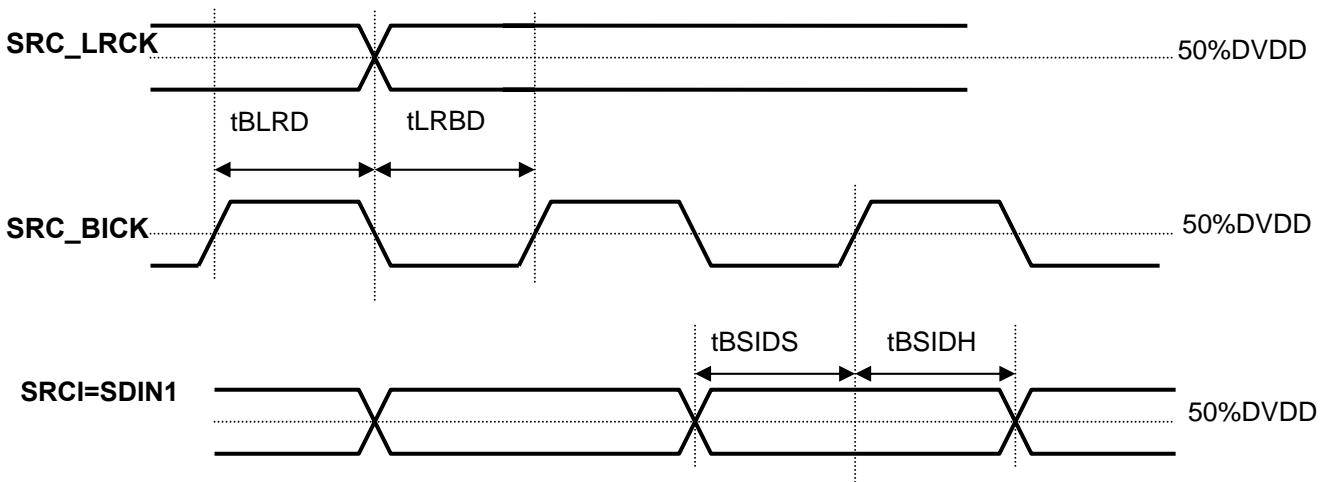 SRC_LRCK
50%DVDD
tBLRD
tLRBD
SRC_BICK
50%DVDD
tBSIDS
tBSIDH
SRCI=SDIN1
50%DVDD